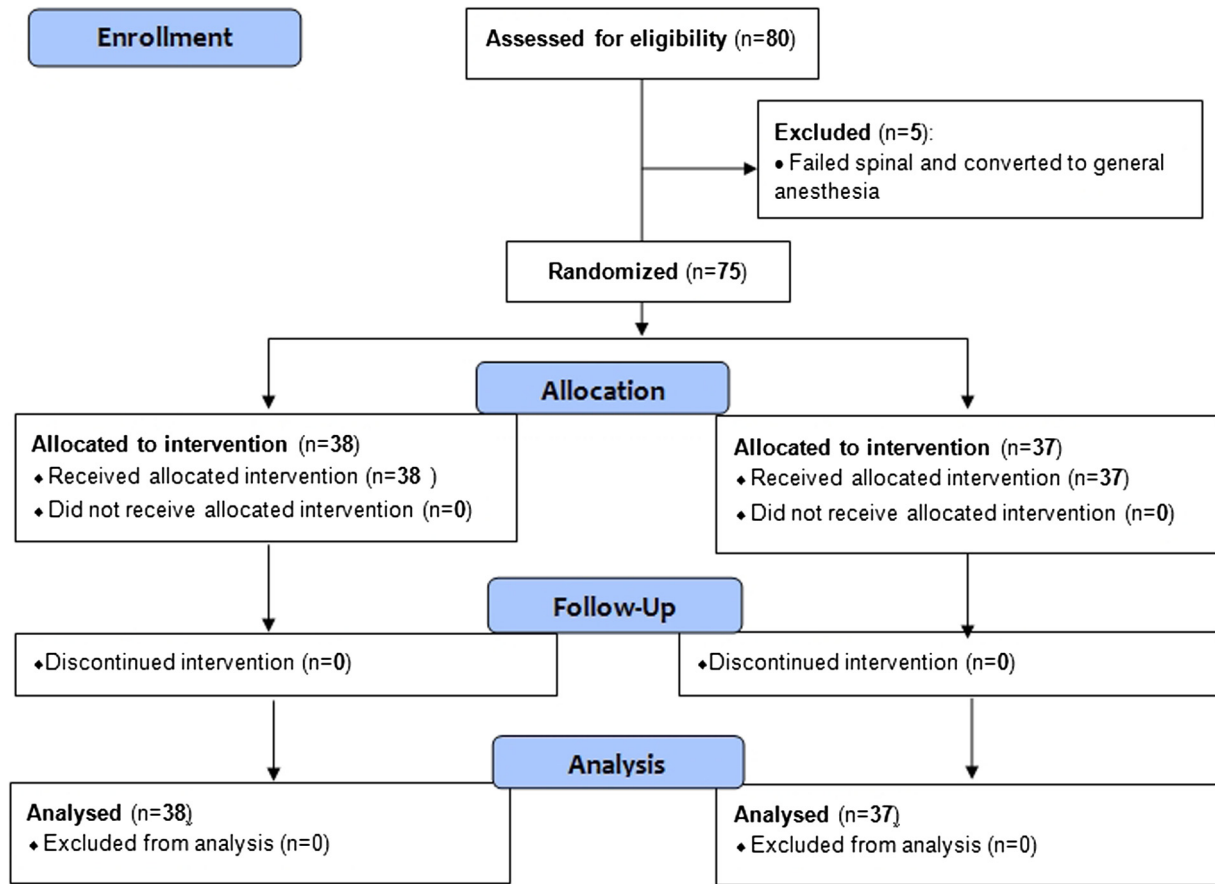 Enrollment
Assessed for eligibility (n=80)
Excluded (n=5):
• Failed spinal and converted to general
anesthesia
Randomized (n=75)
Allocation
Allocated to intervention (n=38)
⬥ Received allocated intervention (n=38 )
⬥ Did not receive allocated intervention (n=0)
Allocated to intervention (n=37)
⬥ Received allocated intervention (n=37)
⬥ Did not receive allocated intervention (n=0)
Follow-Up
⬥Discontinued intervention (n=0)
⬥Discontinued intervention (n=0)
Analysis
Analysed (n=38)
⬥ Excluded from analysis (n=0)
Analysed (n=37)
⬥ Excluded from analysis (n=0)